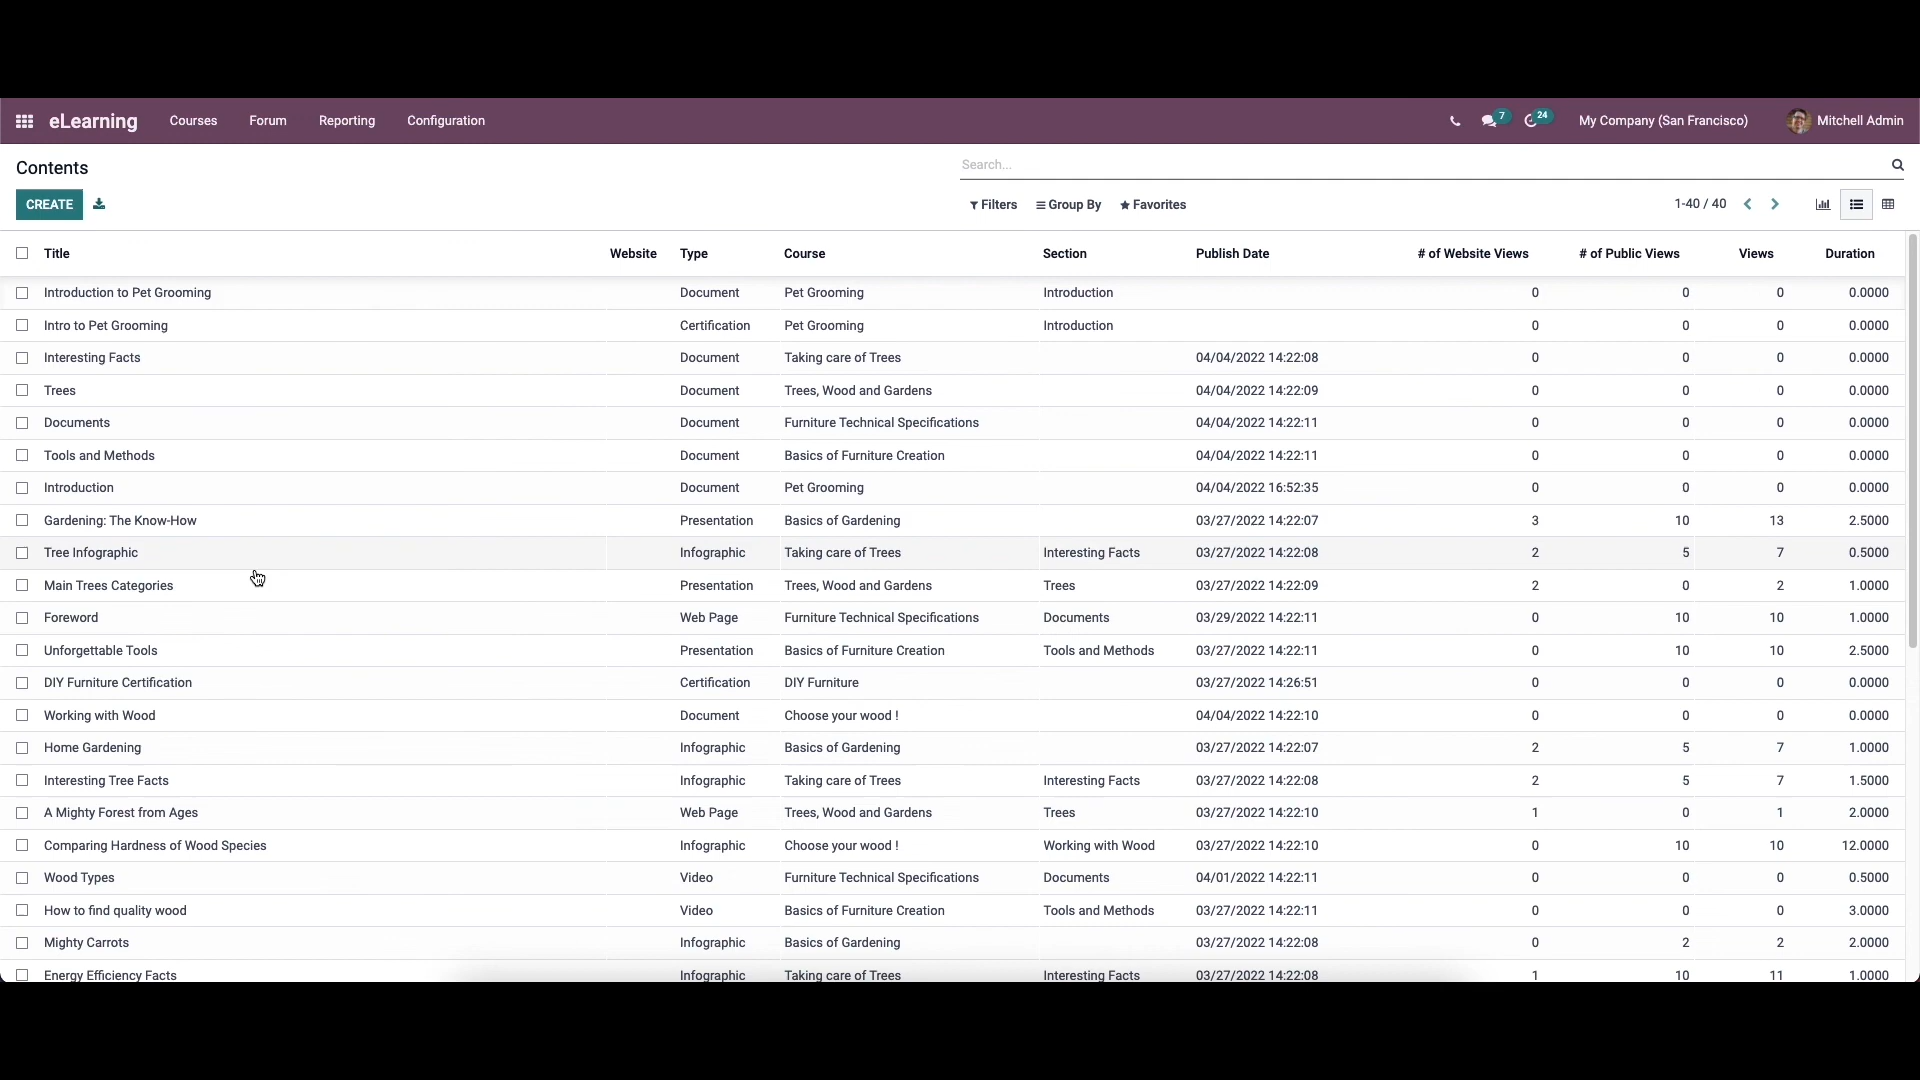 eLearning Courses Forum Reporting Configuration 7 24 My Company (San Francisco) Mitchell Admin
Contents Search...
CREATE Filters Group By Favorites 1-40 / 40
Title Website Type Course Section Publish Date # of Website Views # of Public Views Views Duration
Introduction to Pet Grooming Document Pet Grooming Introduction 0 0 0 0.0000
Intro to Pet Grooming Certification Pet Grooming Introduction 0 0 0 0.0000
Interesting Facts Document Taking care of Trees 04/04/2022 14:22:08 0 0 0 0.0000
Trees Document Trees, Wood and Gardens 04/04/2022 14:22:09 0 0 0 0.0000
Documents Document Furniture Technical Specifications 04/04/2022 14:22:11 0 0 0 0.0000
Tools and Methods Document Basics of Furniture Creation 04/04/2022 14:22:11 0 0 0 0.0000
Introduction Document Pet Grooming 04/04/2022 16:52:35 0 0 0 0.0000
Gardening: The Know-How Presentation Basics of Gardening 03/27/2022 14:22:07 3 10 13 2.5000
Tree Infographic Infographic Taking care of Trees Interesting Facts 03/27/2022 14:22:08 2 5 7 0.5000
Main Trees Categories Presentation Trees, Wood and Gardens Trees 03/27/2022 14:22:09 2 0 2 1.0000
Foreword Web Page Furniture Technical Specifications Documents 03/29/2022 14:22:11 0 10 10 1.0000
Unforgettable Tools Presentation Basics of Furniture Creation Tools and Methods 03/27/2022 14:22:11 0 10 10 2.5000
DIY Furniture Certification Certification DIY Furniture 03/27/2022 14:26:51 0 0 0 0.0000
Working with Wood Document Choose your wood ! 04/04/2022 14:22:10 0 0 0 0.0000
Home Gardening Infographic Basics of Gardening 03/27/2022 14:22:07 2 5 7 1.0000
Interesting Tree Facts Infographic Taking care of Trees Interesting Facts 03/27/2022 14:22:08 2 5 7 1.5000
A Mighty Forest from Ages Web Page Trees, Wood and Gardens Trees 03/27/2022 14:22:10 1 0 1 2.0000
Comparing Hardness of Wood Species Infographic Choose your wood ! Working with Wood 03/27/2022 14:22:10 0 10 10 12.0000
Wood Types Video Furniture Technical Specifications Documents 04/01/2022 14:22:11 0 0 0 0.5000
How to find quality wood Video Basics of Furniture Creation Tools and Methods 03/27/2022 14:22:11 0 0 0 3.0000
Mighty Carrots Infographic Basics of Gardening 03/27/2022 14:22:08 0 2 2 2.0000
Energy Efficiency Facts Infographic Taking care of Trees Interesting Facts 03/27/2022 14:22:08 1 10 11 1.0000